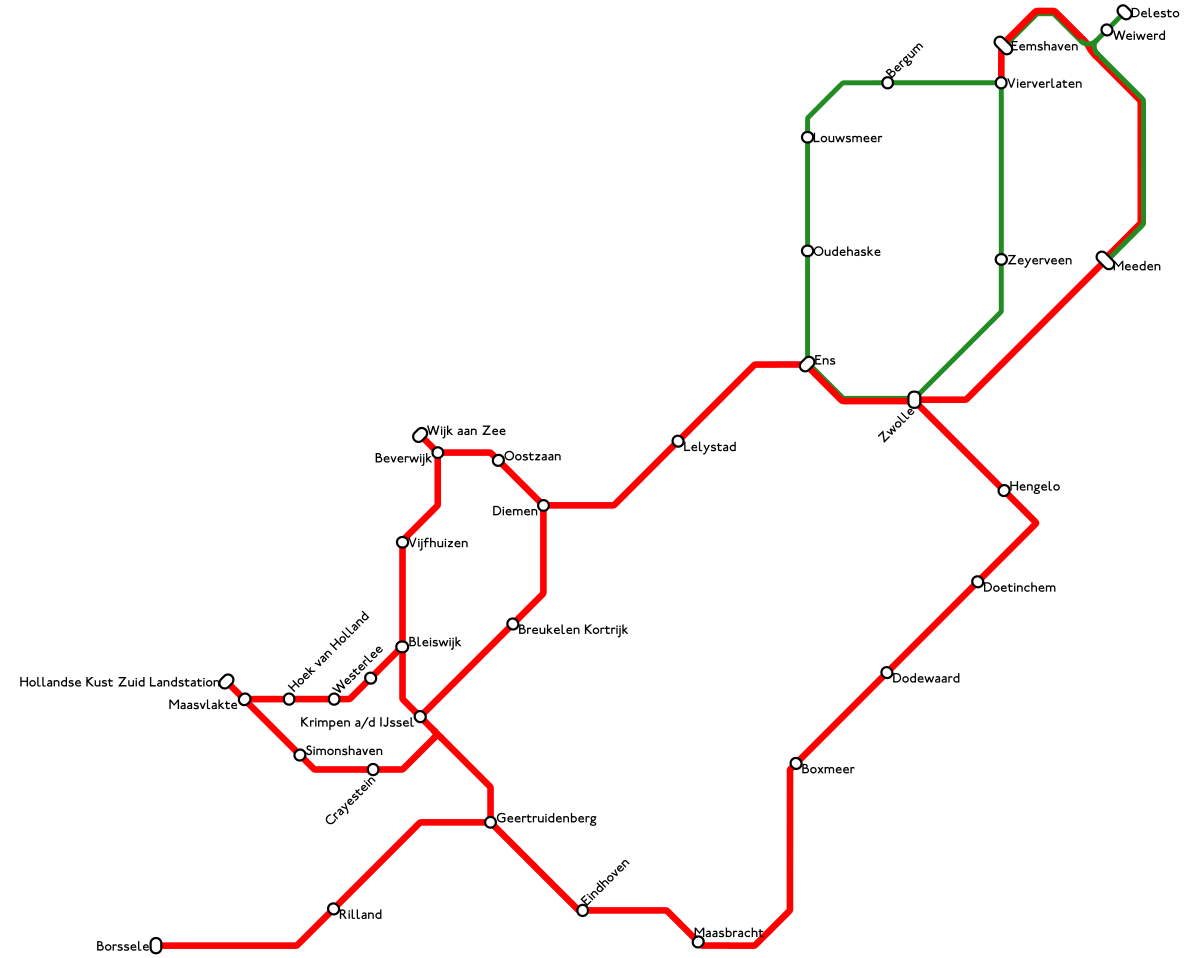 Delesto
Weiwerd
Eemshaven
Bergum
Vierverlaten
Louwsmeer
Oudehaske
Zeyerveen
Meeden
Ens
Zwolle
Wijk aan Zee
Beverwijk
Oostzaan
Lelystad
Hengelo
Diemen
Vijfhuizen
Doetinchem
Breukelen Kortrijk
Bleiswijk
Hoek van Holland
Westerlee
Hollandse Kust Zuid Landstation
Maasvlakte
Dodewaard
Krimpen a/d IJssel
Simonshaven
Boxmeer
Crayestein
Geertruidenberg
Eindhoven
Rilland
Maasbracht
Borssele